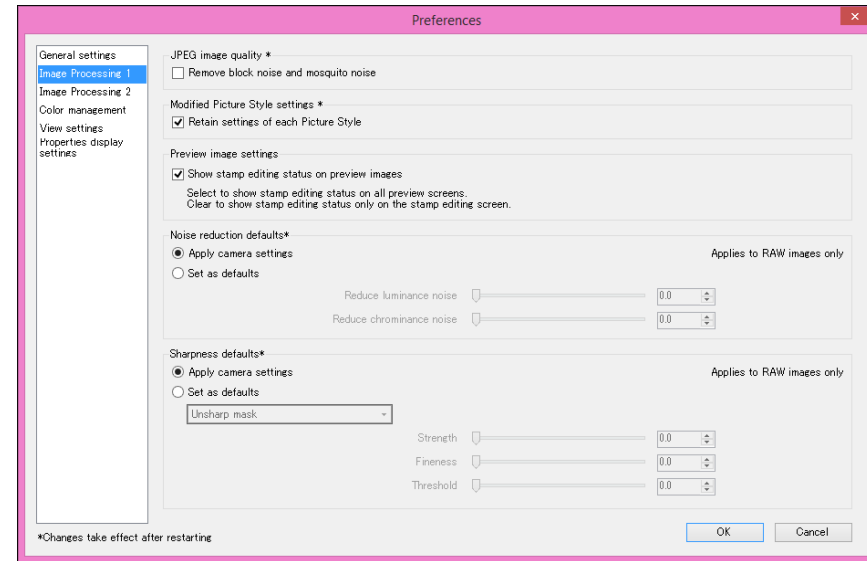 Preferences
General settings
Image Processing 1
Image Processing 2
Color management
View settings
Properties display
settings
JPEG image quality *
Remove block noise and mosquito noise
Modified Picture Style settings *
Retain settings of each Picture Style
Preview image settings
Show stamp editing status on preview images
Select to show stamp editing status on all preview screens.
Clear to show stamp editing status only on the stamp editing screen.
Noise reduction defaults*
Apply camera settings
Applies to RAW images only
Set as defaults
Reduce luminance noise 0.0
Reduce chrominance noise 0.0
Sharpness defaults*
Apply camera settings
Applies to RAW images only
Set as defaults
Unsharp mask
Strength 0.0
Fineness 0.0
Threshold 0.0
*Changes take effect after restarting
OK Cancel